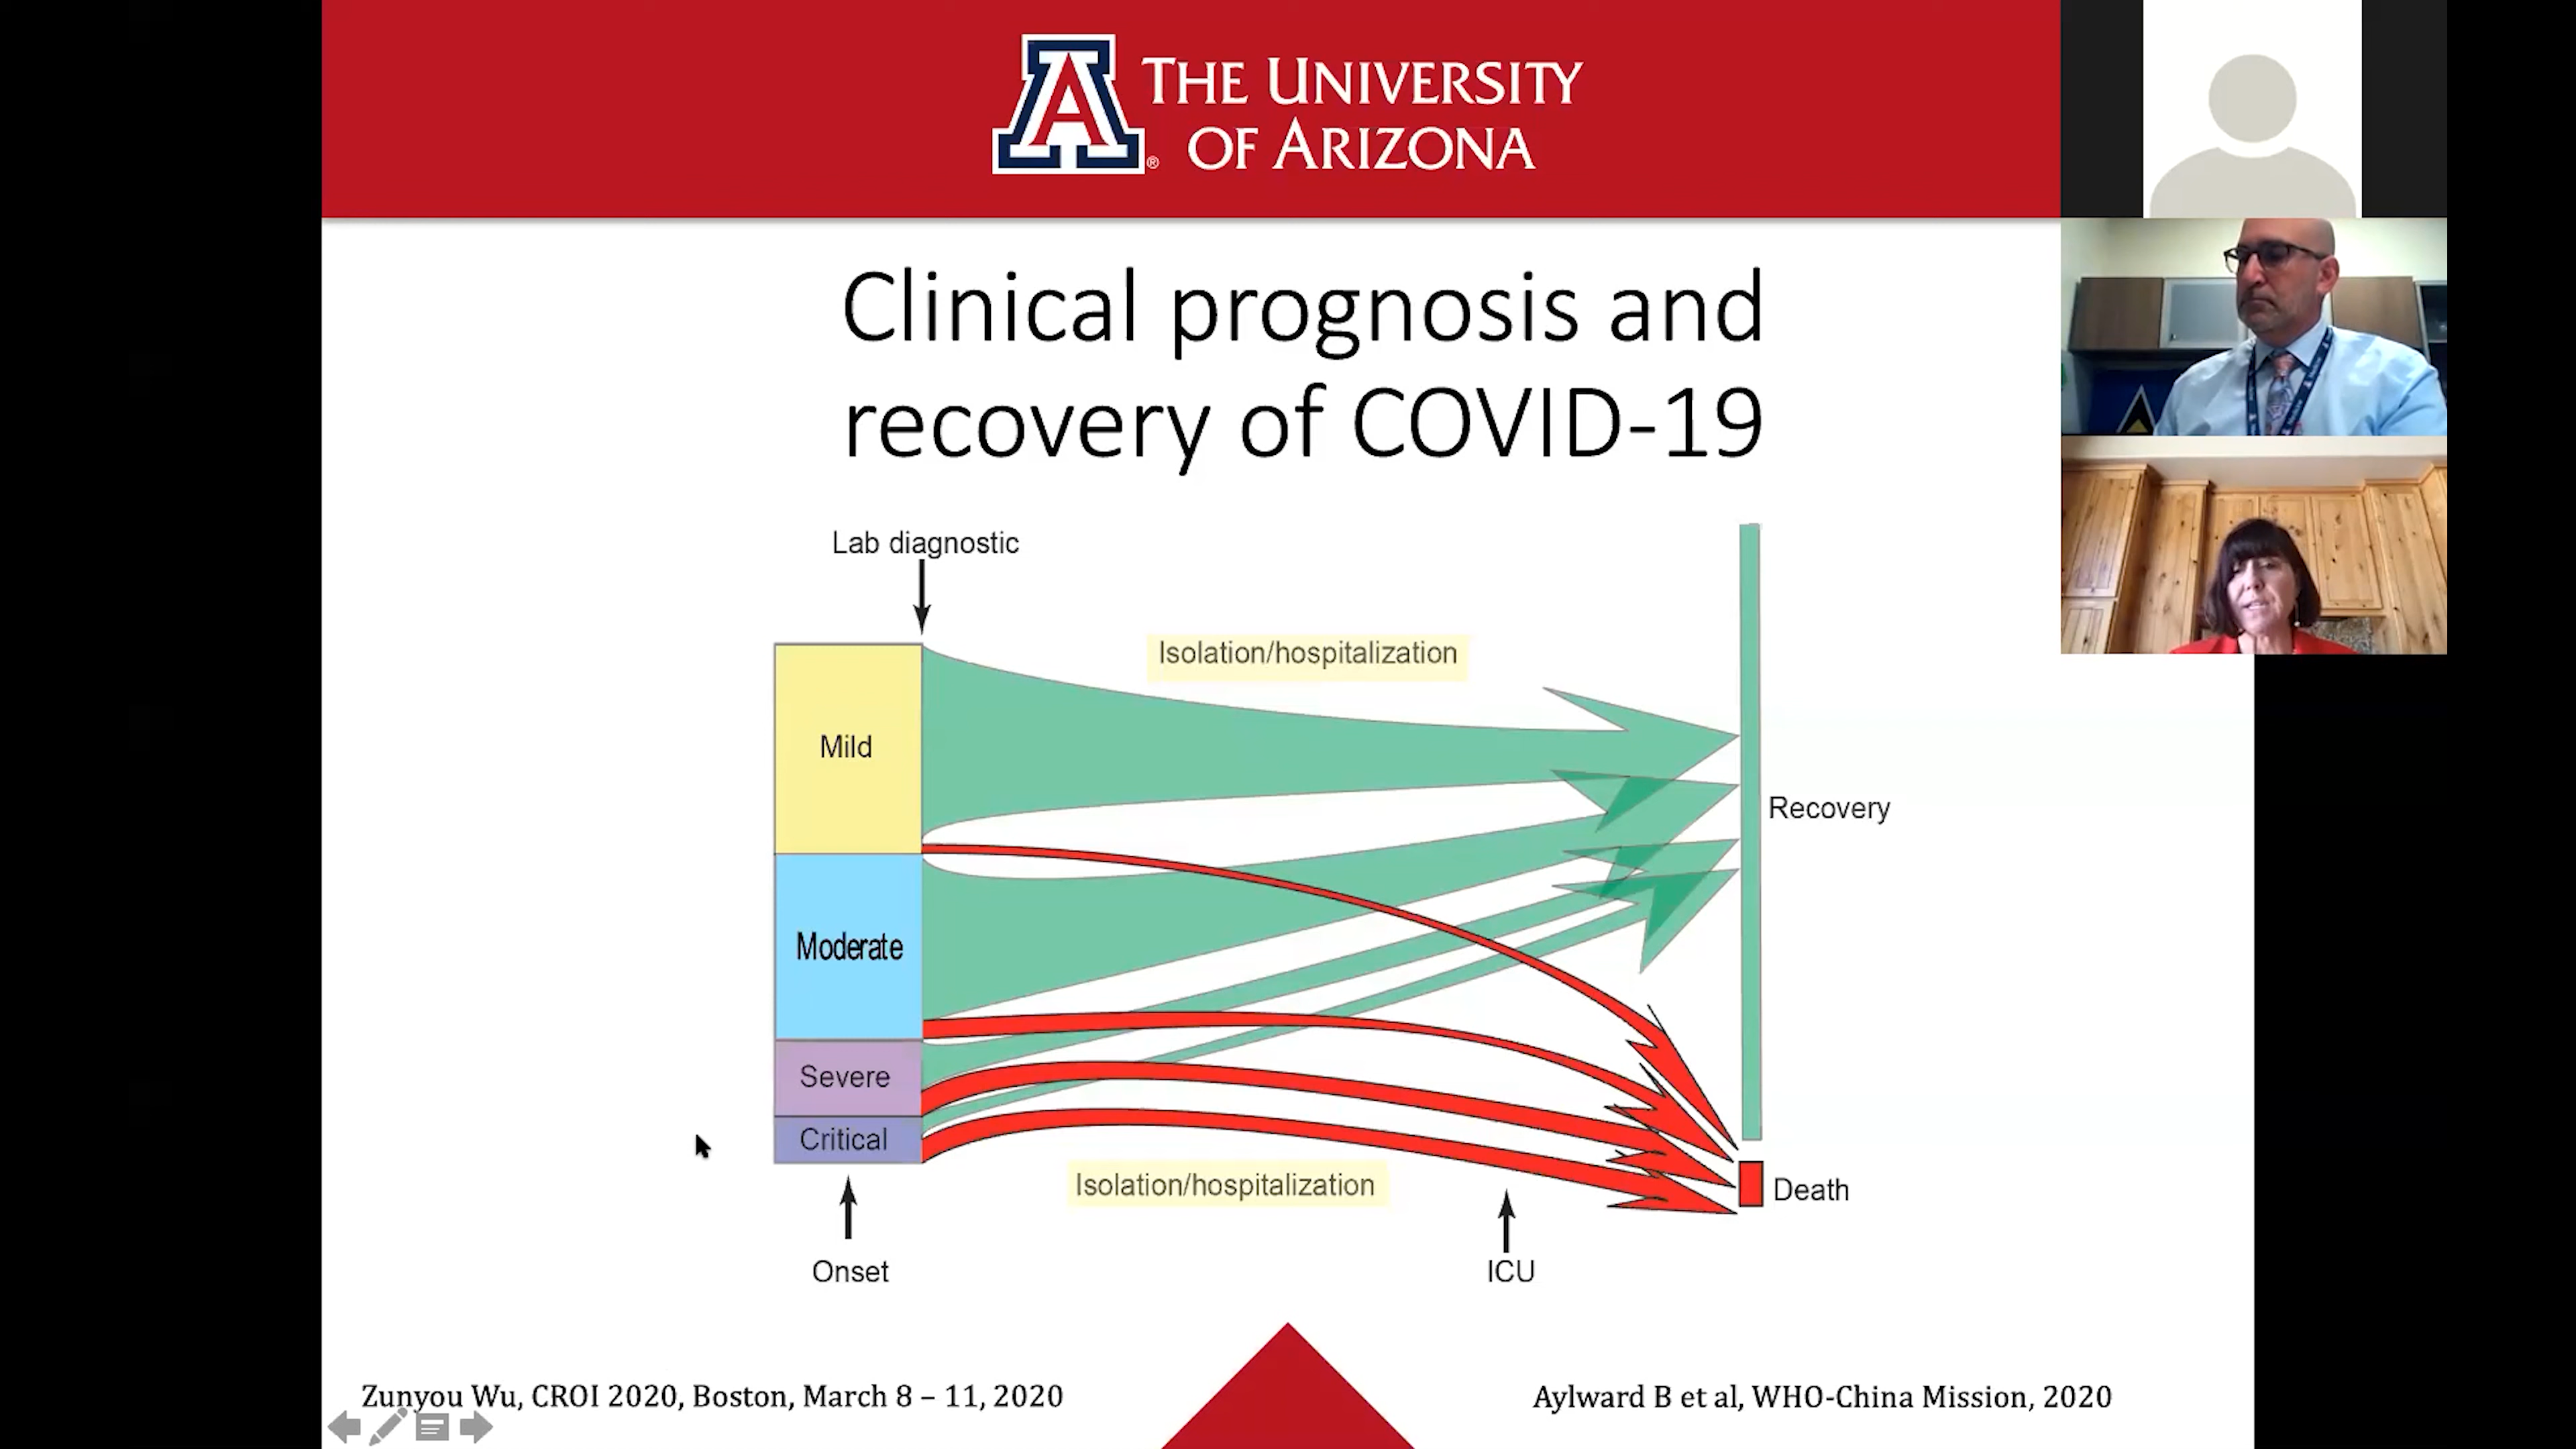 THE UNIVERSITY
OF ARIZONA
®
Clinical prognosis and
recovery of COVID-19
Lab diagnostic
Isolation/hospitalization
Mild
Recovery
Moderate
Severe
Critical
Isolation/hospitalization
Death
Onset
ICU
Zunyou Wu, CROI 2020, Boston, March 8 – 11, 2020
Aylward B et al, WHO-China Mission, 2020